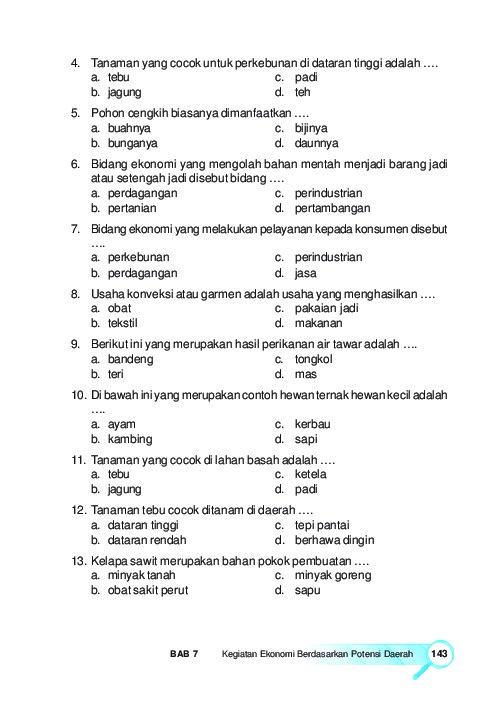 4. Tanaman yang cocok untuk perkebunan di dataran tinggi adalah ….
a. tebu c. padi
b. jagung d. teh
5. Pohon cengkih biasanya dimanfaatkan ….
a. buahnya c. bijinya
b. bunganya d. daunnya
6. Bidang ekonomi yang mengolah bahan mentah menjadi barang jadi
atau setengah jadi disebut bidang ….
a. perdagangan c. perindustrian
b. pertanian d. pertambangan
7. Bidang ekonomi yang melakukan pelayanan kepada konsumen disebut
….
a. perkebunan c. perindustrian
b. perdagangan d. jasa
8. Usaha konveksi atau garmen adalah usaha yang menghasilkan ….
a. obat c. pakaian jadi
b. tekstil d. makanan
9. Berikut ini yang merupakan hasil perikanan air tawar adalah ….
a. bandeng c. tongkol
b. teri d. mas
10. Di bawah ini yang merupakan contoh hewan ternak hewan kecil adalah
….
a. ayam c. kerbau
b. kambing d. sapi
11. Tanaman yang cocok di lahan basah adalah ….
a. tebu c. ketela
b. jagung d. padi
12. Tanaman tebu cocok ditanam di daerah ….
a. dataran tinggi c. tepi pantai
b. dataran rendah d. berhawa dingin
13. Kelapa sawit merupakan bahan pokok pembuatan ….
a. minyak tanah c. minyak goreng
b. obat sakit perut d. sapu
BAB 7 Kegiatan Ekonomi Berdasarkan Potensi Daerah 143